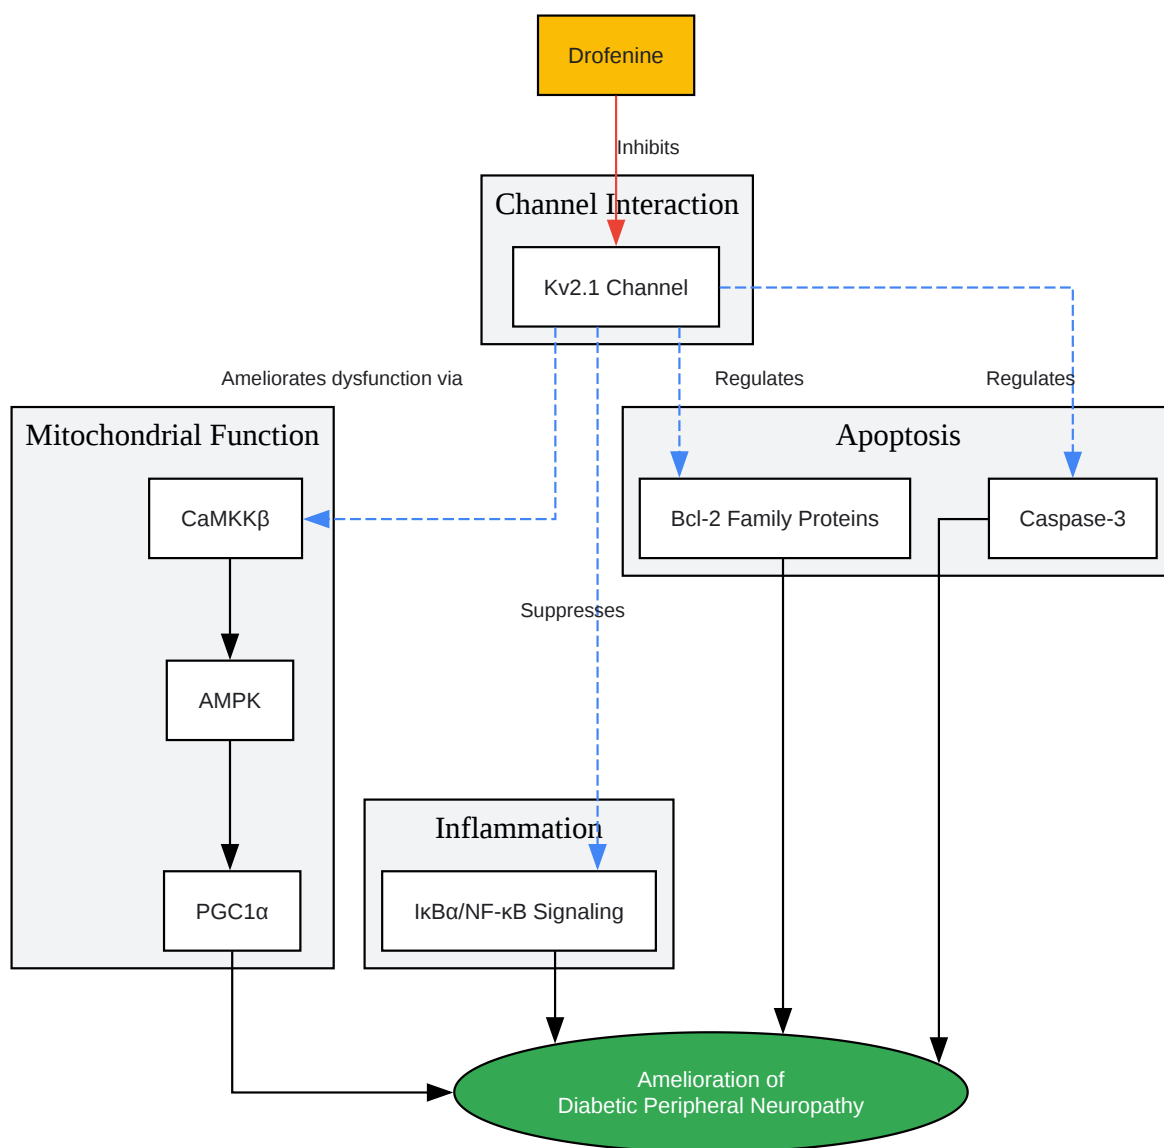 Drofenine
Inhibits
Channel Interaction
Kv2.1 Channel
Ameliorates dysfunction via
Regulates
Regulates
Mitochondrial Function
Apoptosis
CaMKKβ
Bcl-2 Family Proteins
Caspase-3
Suppresses
AMPK
Inflammation
PGC1α
IκBα/NF-κB Signaling
Amelioration of
Diabetic Peripheral Neuropathy